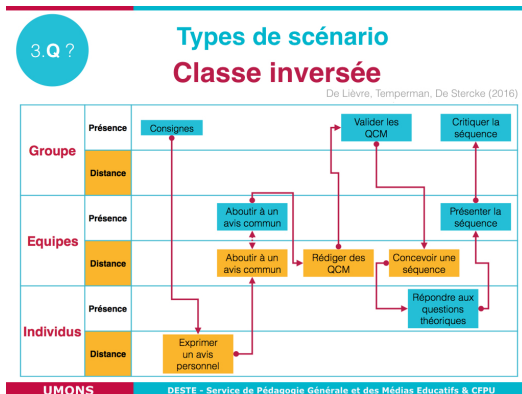 3.Q ?
Types de scénario
Classe inversée
De Lièvre, Temperman, De Stercke (2016)
Groupe
Présence
Consignes
Valider les
QCM
Critiquer la
séquence
Distance
Equipes
Présence
Aboutir à un
avis commun
Présenter la
séquence
Distance
Aboutir à un
avis commun
Rédiger des
QCM
Concevoir une
séquence
Individus
Présence
Répondre aux
questions
théoriques
Distance
Exprimer
un avis
personnel
UMONS
DESTE - Service de Pédagogie Générale et des Médias Educatifs & CFPU